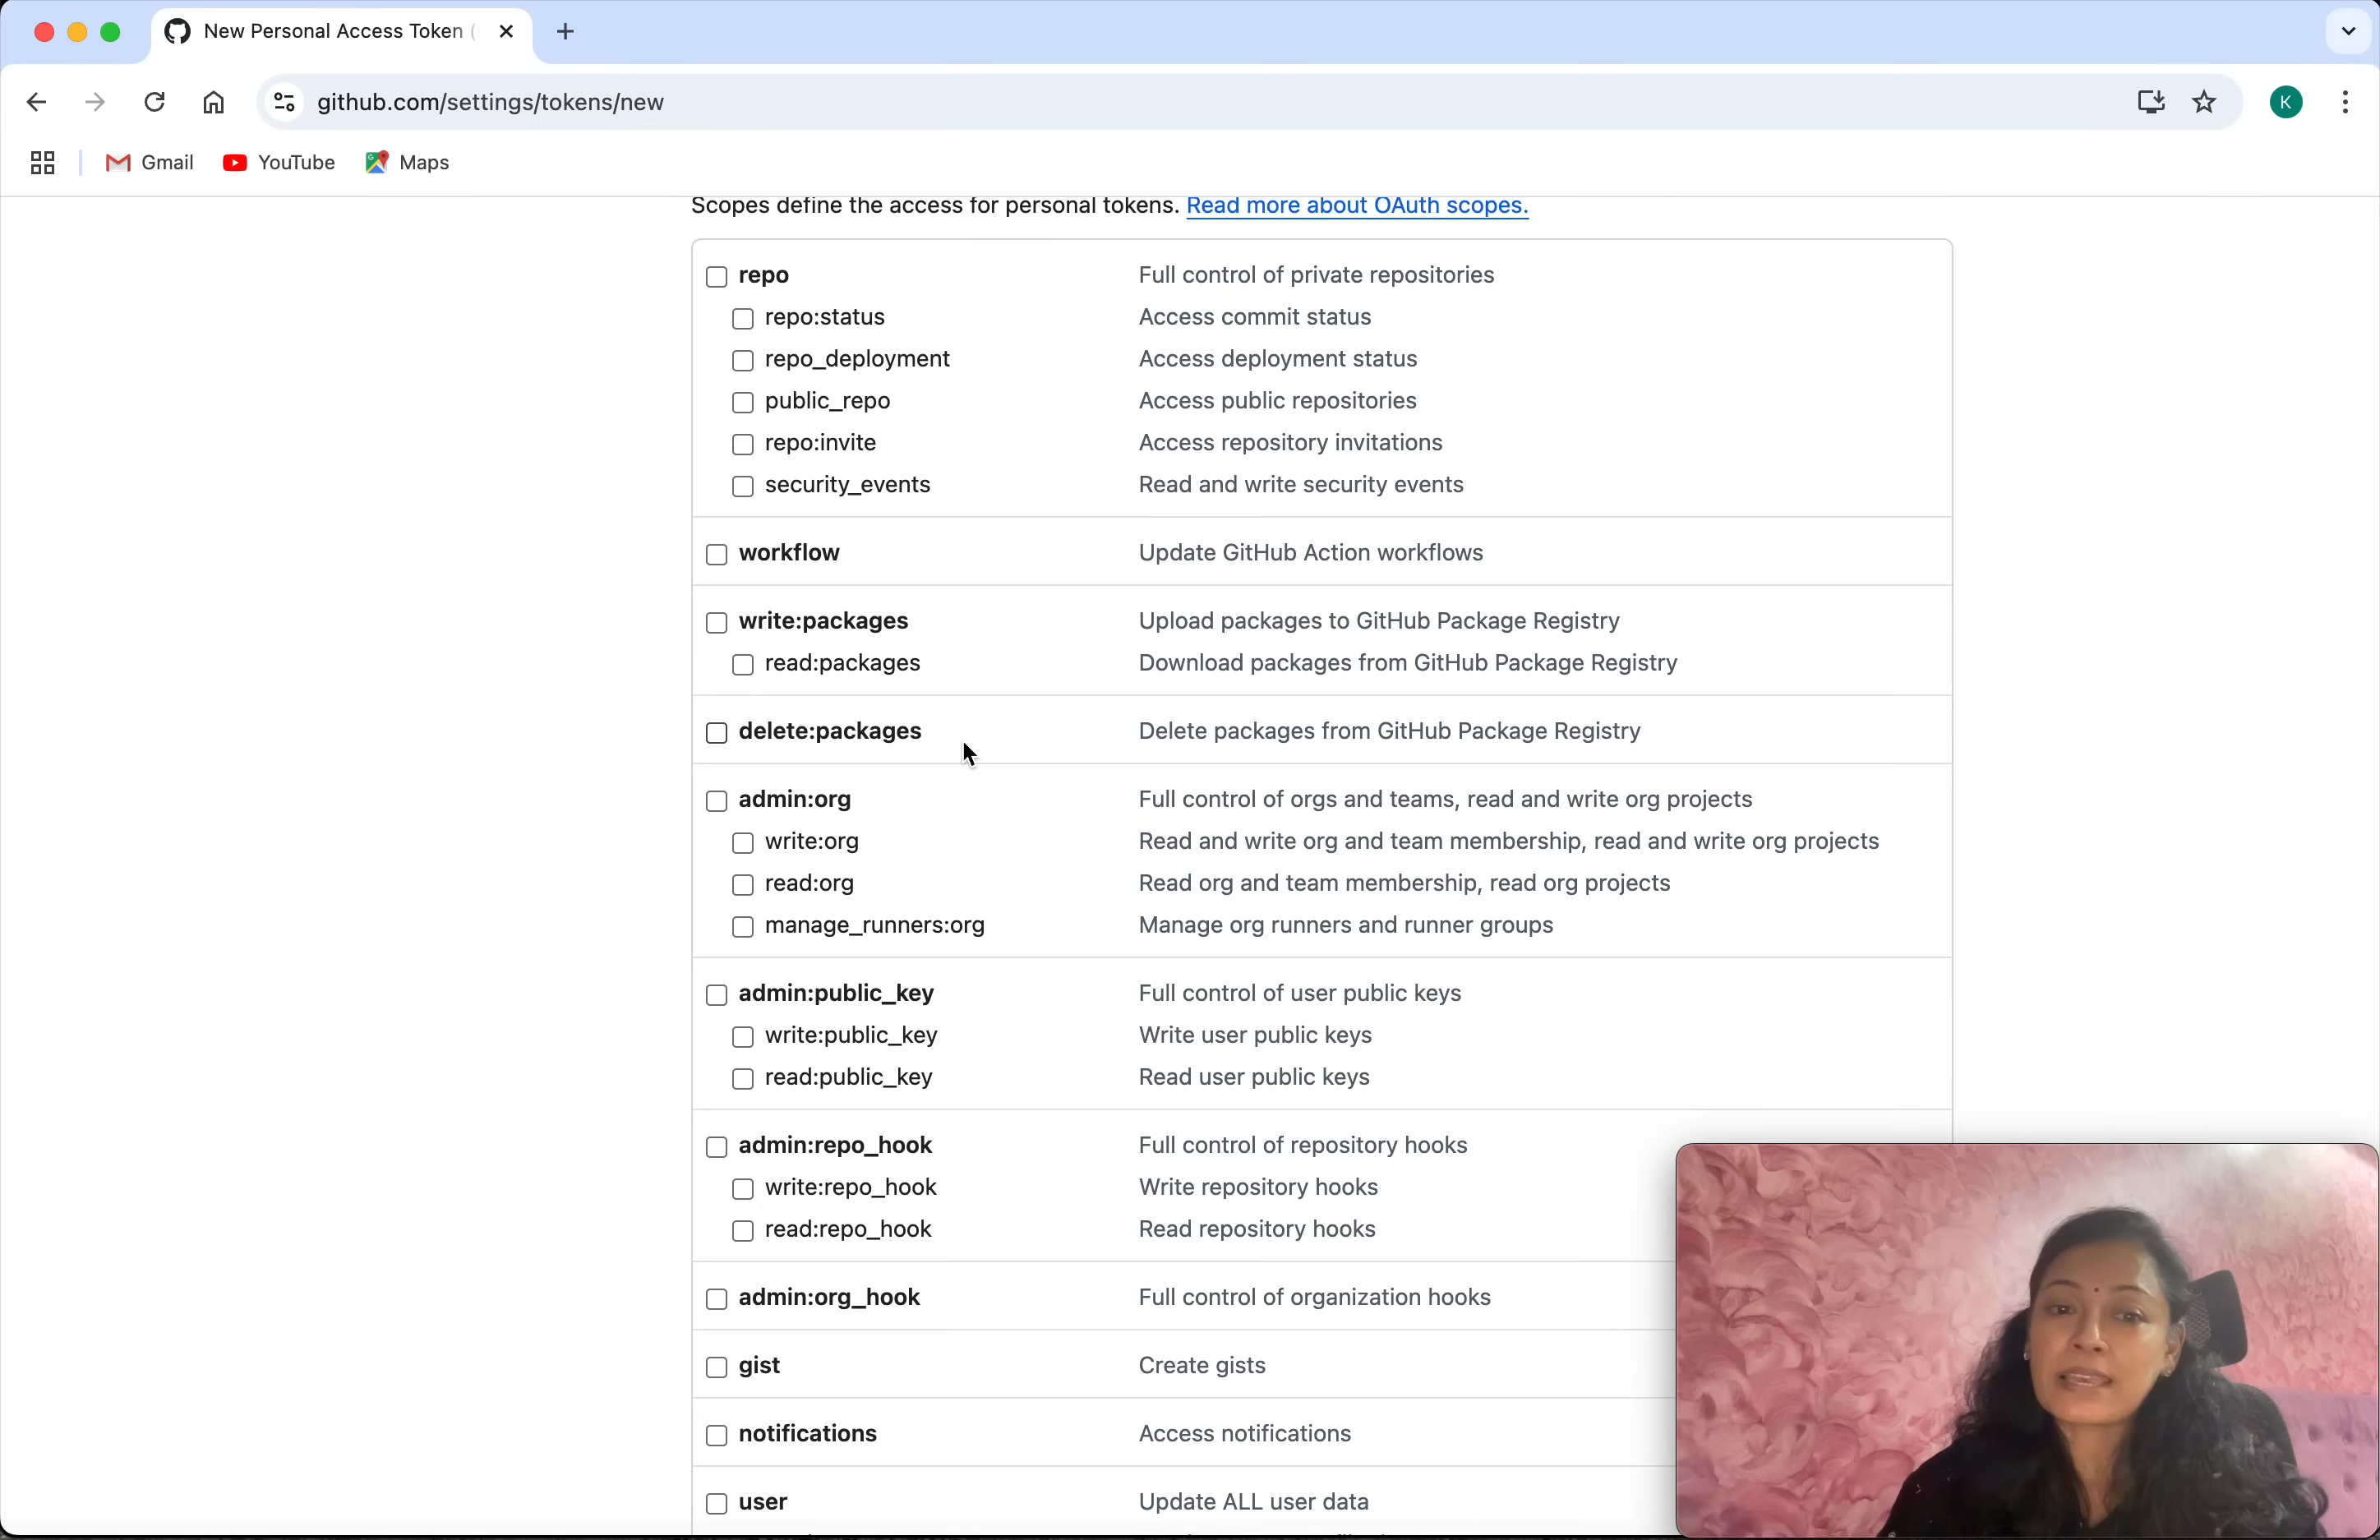 New Personal Access Token (
github.com/settings/tokens/new
K
Gmail
YouTube
Maps
Scopes define the access for personal tokens. Read more about OAuth scopes.
repo Full control of private repositories
repo:status Access commit status
repo_deployment Access deployment status
public_repo Access public repositories
repo:invite Access repository invitations
security_events Read and write security events
workflow Update GitHub Action workflows
write:packages Upload packages to GitHub Package Registry
read:packages Download packages from GitHub Package Registry
delete:packages Delete packages from GitHub Package Registry
admin:org Full control of orgs and teams, read and write org projects
write:org Read and write org and team membership, read and write org projects
read:org Read org and team membership, read org projects
manage_runners:org Manage org runners and runner groups
admin:public_key Full control of user public keys
write:public_key Write user public keys
read:public_key Read user public keys
admin:repo_hook Full control of repository hooks
write:repo_hook Write repository hooks
read:repo_hook Read repository hooks
admin:org_hook Full control of organization hooks
gist Create gists
notifications Access notifications
user Update ALL user data